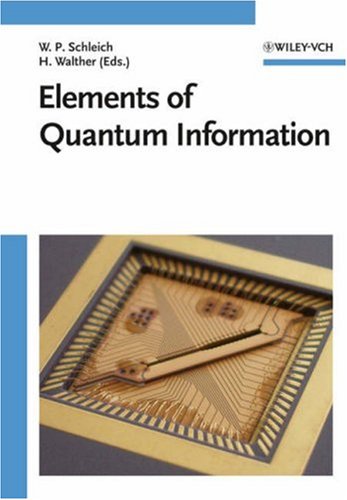 W. P. Schleich
H. Walther (Eds.)
WILEY-VCH
Elements of
Quantum Information